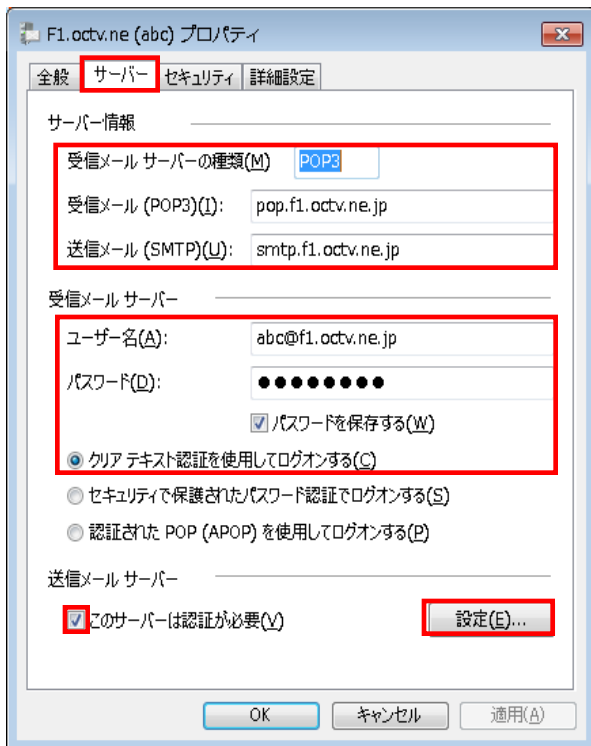 F1.octv.ne (abc) プロパティ
全般 サーバー セキュリティ 詳細設定
サーバー情報
受信メール サーバーの種類(M) POP3
受信メール (POP3)(I): pop.f1.octv.ne.jp
送信メール (SMTP)(U): smtp.f1.octv.ne.jp
受信メール サーバー
ユーザー名(A): abc@f1.octv.ne.jp
パスワード(D): ●●●●●●●●
パスワードを保存する(W)
クリア テキスト認証を使用してログオンする(C)
セキュリティで保護されたパスワード認証でログオンする(S)
認証された POP (APOP) を使用してログオンする(P)
送信メール サーバー
このサーバーは認証が必要(V) 設定(E)...
OK キャンセル 適用(A)